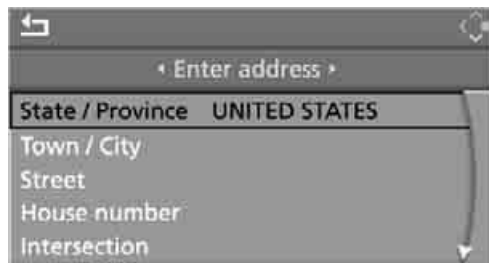 Enter address
State / Province UNITED STATES
Town / City
Street
House number
Intersection